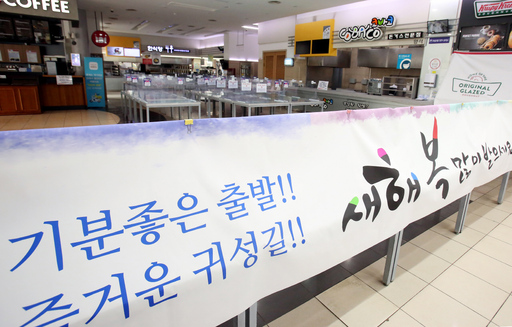 COFFEE
Krispy Kreme
ORIGINAL
GLAZED
기분좋은 출발!!
즐거운 귀성길!!
새해 복 많이 받으세요